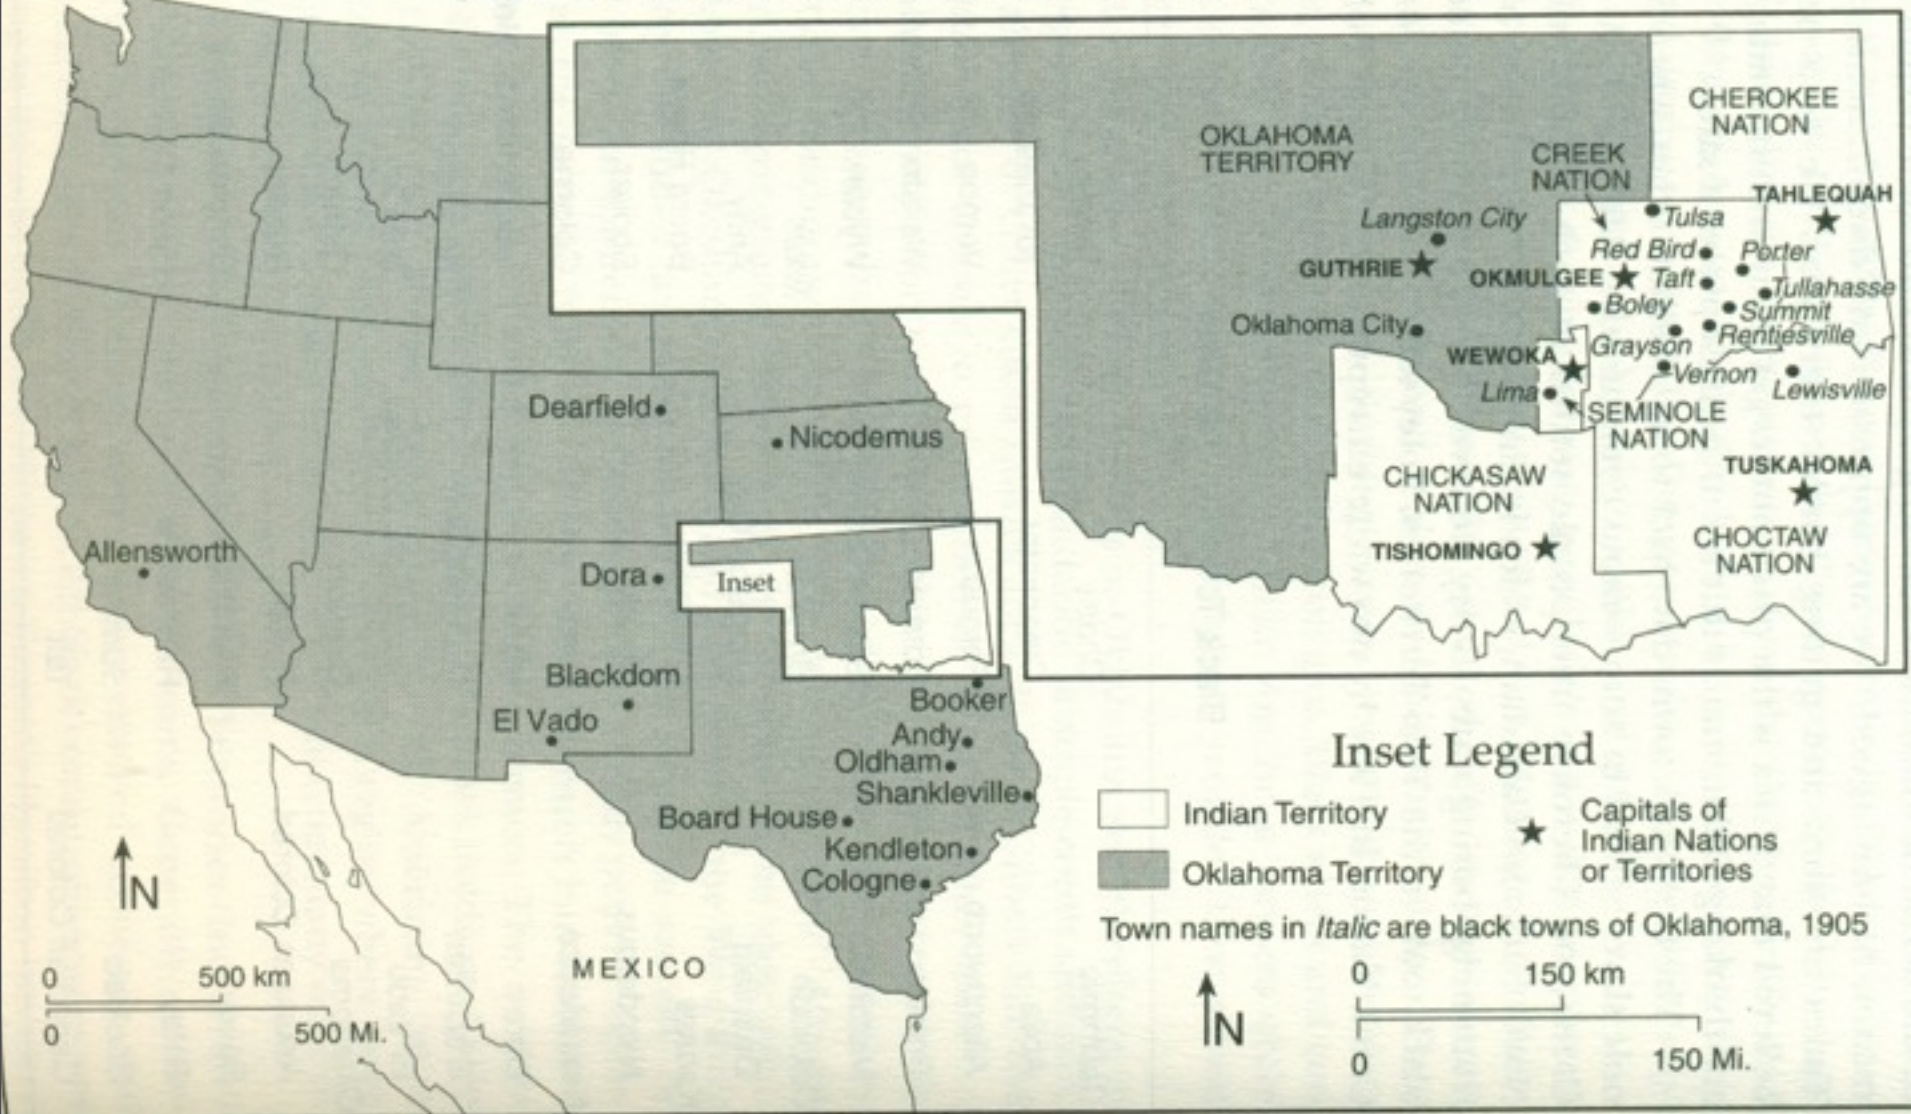 OKLAHOMA
TERRITORY
CHEROKEE
NATION
CREEK
NATION
TAHLEQUAH
Langston City
Tulsa
Red Bird
Porter
GUTHRIE
OKMULGEE
Taft
Tullahasse
Boley
Summit
Oklahoma City
Rentiesville
WEWOKA
Grayson
Vernon
Lewisville
Lima
SEMINOLE
NATION
CHICKASAW
NATION
TUSKAHOMA
TISHOMINGO
CHOCTAW
NATION
Dearfield
Nicodemus
Allensworth
Dora
Inset
Blackdom
El Vado
Booker
Andy
Oldham
Shankleville
Board House
Kendleton
Cologne
MEXICO
N
0 500 km
0 500 Mi.
Inset Legend
Indian Territory
Oklahoma Territory
Capitals of
Indian Nations
or Territories
Town names in Italic are black towns of Oklahoma, 1905
N
0 150 km
0 150 Mi.